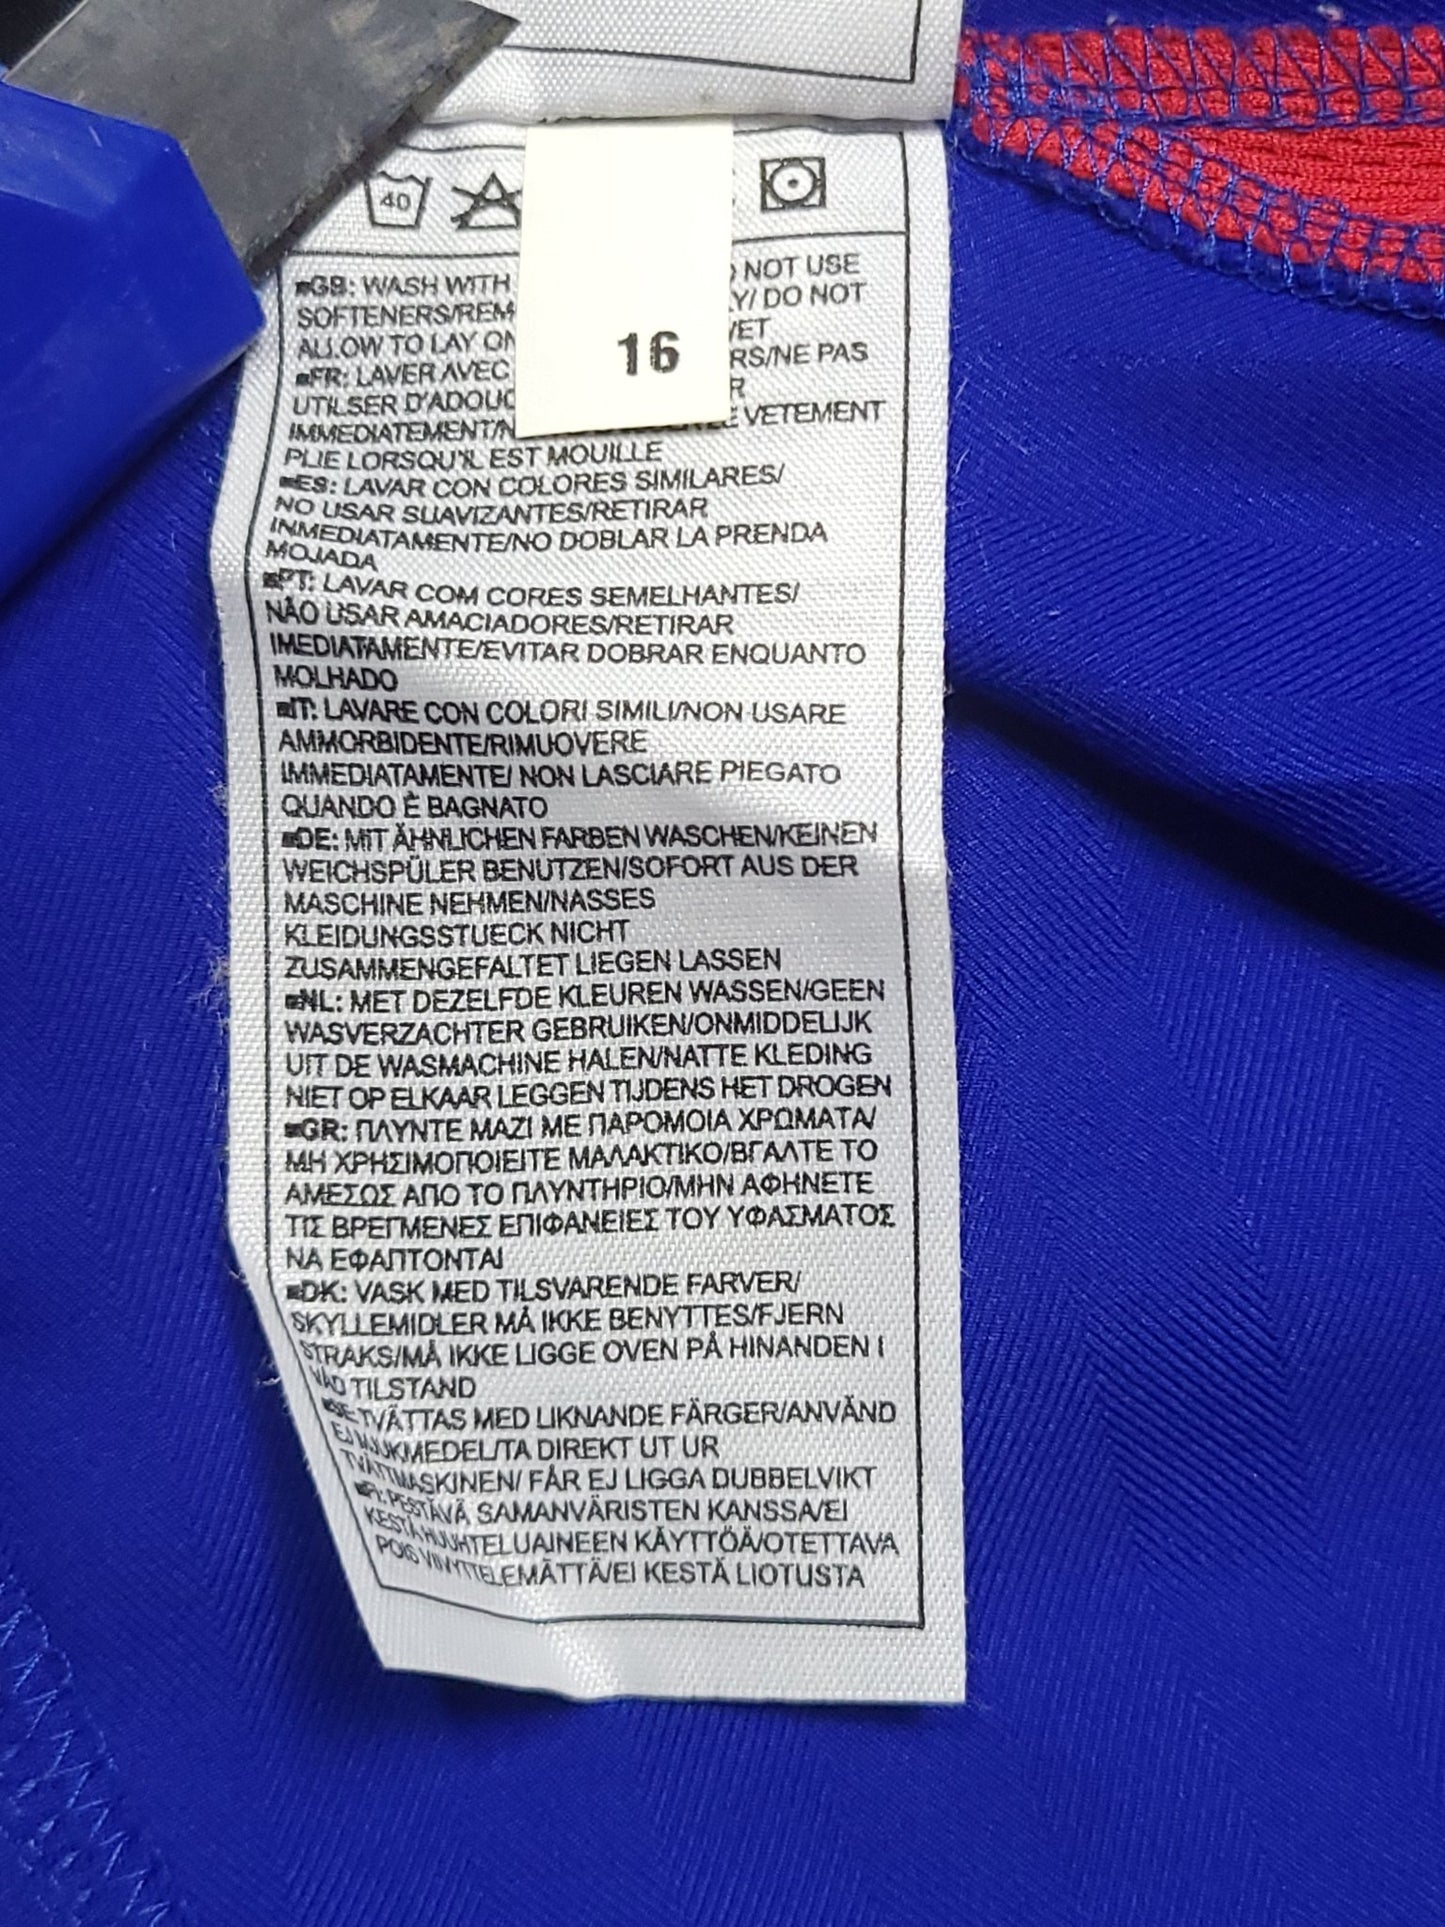 40
GB: WASH WITH NOT USE
SOFTENERS/REM LY/ DO NOT
ALLOW TO LAY ON WET
16
FR: LAVER AVEC RS/NE PAS
UTILSER D'ADOUC R
IMMEDIATEMENT/N LE VETEMENT
PLIE LORSQU'IL EST MOUILLE
ES: LAVAR CON COLORES SIMILARES/
NO USAR SUAVIZANTES/RETIRAR
INMEDIATAMENTE/NO DOBLAR LA PRENDA
MOJADA
PT: LAVAR COM CORES SEMELHANTES/
NÃO USAR AMACIADORES/RETIRAR
IMEDIATAMENTE/EVITAR DOBRAR ENQUANTO
MOLHADO
IT: LAVARE CON COLORI SIMILI/NON USARE
AMMORBIDENTE/RIMUOVERE
IMMEDIATAMENTE/ NON LASCIARE PIEGATO
QUANDO È BAGNATO
DE: MIT ÄHNLICHEN FARBEN WASCHEN/KEINEN
WEICHSPÜLER BENUTZEN/SOFORT AUS DER
MASCHINE NEHMEN/NASSES
KLEIDUNGSSTUECK NICHT
ZUSAMMENGEFALTET LIEGEN LASSEN
NL: MET DEZELFDE KLEUREN WASSEN/GEEN
WASVERZACHTER GEBRUIKEN/ONMIDDELIJK
UIT DE WASMACHINE HALEN/NATTE KLEDING
NIET OP ELKAAR LEGGEN TIJDENS HET DROGEN
GR: ΠΛΥΝΤΕ ΜΑΖΙ ΜΕ ΠΑΡΟΜΟΙΑ ΧΡΩΜΑΤΑ/
ΜΗ ΧΡΗΣΙΜΟΠΟΙΕΙΤΕ ΜΑΛΑΚΤΙΚΟ/ΒΓΑΛΤΕ ΤΟ
ΑΜΕΣΩΣ ΑΠΟ ΤΟ ΠΛΥΝΤΗΡΙΟ/ΜΗΝ ΑΦΗΝΕΤΕ
ΤΙΣ ΒΡΕΓΜΕΝΕΣ ΕΠΙΦΑΝΕΙΕΣ ΤΟΥ ΥΦΑΣΜΑΤΟΣ
ΝΑ ΕΦΑΠΤΟΝΤΑΙ
DK: VASK MED TILSVARENDE FARVER/
SKYLLEMIDLER MÅ IKKE BENYTTES/FJERN
STRAKS/MÅ IKKE LIGGE OVEN PÅ HINANDEN I
VÅD TILSTAND
SE TVÄTTAS MED LIKNANDE FÄRGER/ANVÄND
EJ MJUKMEDEL/TA DIREKT UT UR
TVÄTTMASKINEN/ FÅR EJ LIGGA DUBBELVIKT
FI: PESTÄVÄ SAMANVÄRISTEN KANSSA/EI
KESTÄ HUUHTELUAINEEN KÄYTTÖÄ/OTETTAVA
POIS VIIVYTTELEMÄTTÄ/EI KESTÄ LIOTUSTA